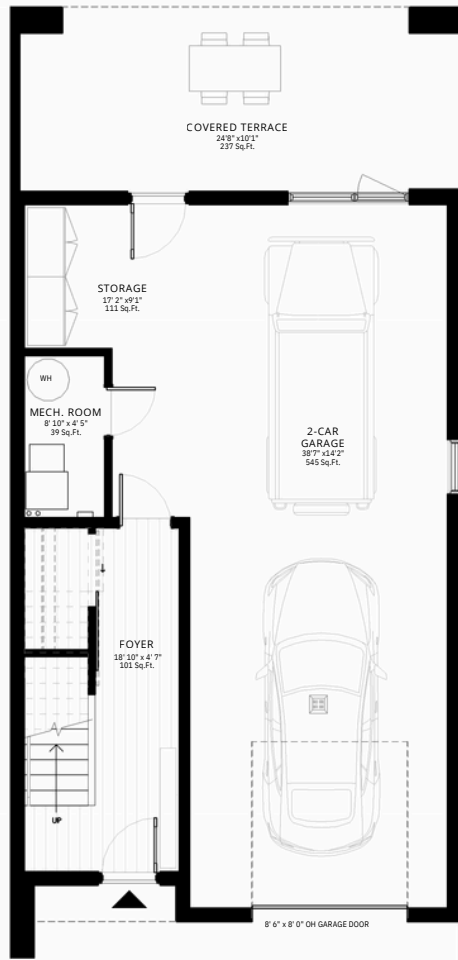 COVERED TERRACE
24'8" x10'1"
237 Sq.Ft.
STORAGE
17' 2" x9'1"
111 Sq.Ft.
WH
MECH. ROOM
8' 10" x 4' 5"
39 Sq.Ft.
2-CAR
GARAGE
38'7" x14'2"
545 Sq.Ft.
FOYER
18' 10" x 4' 7"
101 Sq.Ft.
UP
8' 6" x 8' 0" OH GARAGE DOOR